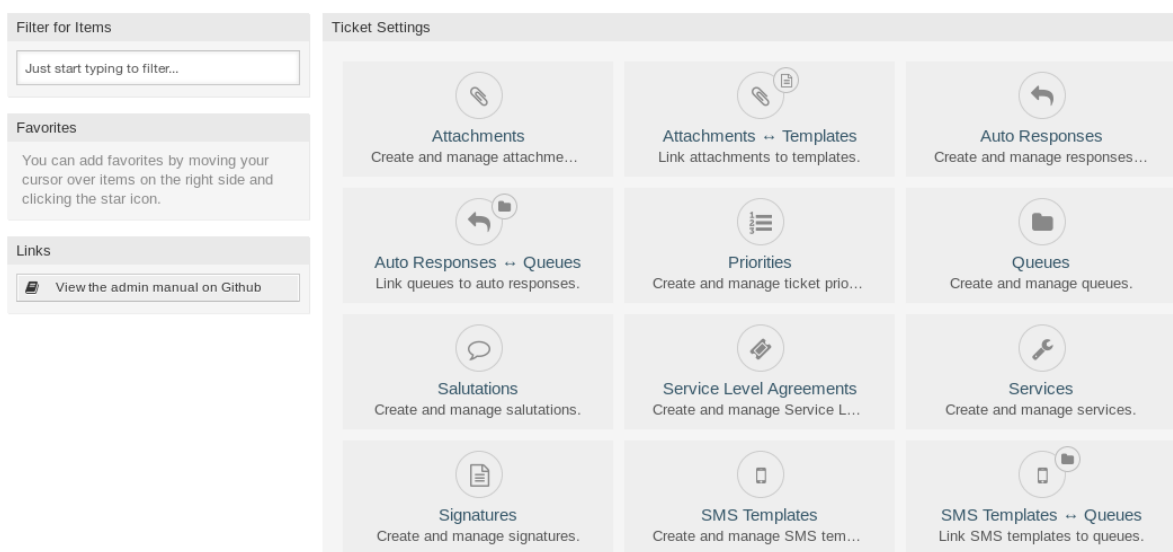 Filter for Items
Just start typing to filter...
Favorites
You can add favorites by moving your
cursor over items on the right side and
clicking the star icon.
Links
View the admin manual on Github
Ticket Settings
Attachments
Create and manage attachme…
Attachments ↔ Templates
Link attachments to templates.
Auto Responses
Create and manage responses…
Auto Responses ↔ Queues
Link queues to auto responses.
Priorities
Create and manage ticket prio…
Queues
Create and manage queues.
Salutations
Create and manage salutations.
Service Level Agreements
Create and manage Service L…
Services
Create and manage services.
Signatures
Create and manage signatures.
SMS Templates
Create and manage SMS tem…
SMS Templates ↔ Queues
Link SMS templates to queues.